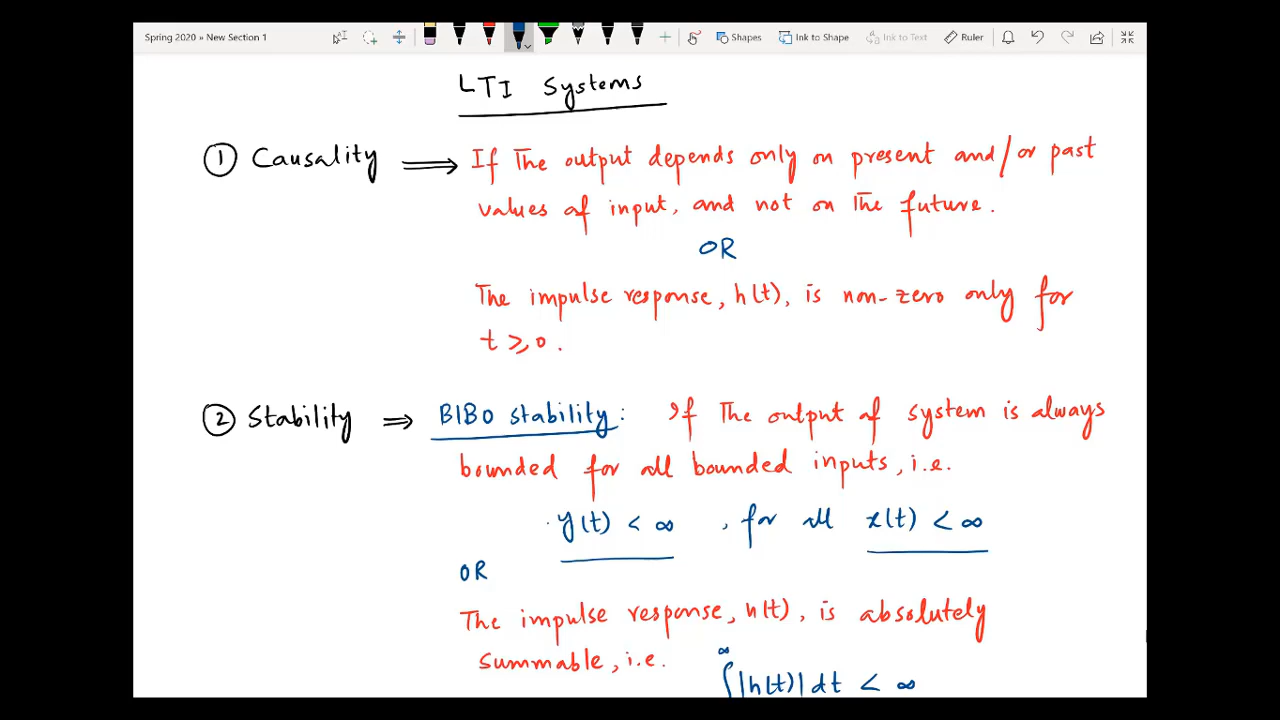 Spring 2020 » New Section 1
Shapes
Ink to Shape
Ink to Text
Ruler
LTI Systems
① Causality ⟹ If The output depends only on present and/or past
values of input, and not on The future.
OR
The impulse response, h(t), is non-zero only for
t ≥ 0.
② Stability ⟹ BIBO stability: If The output of system is always
bounded for all bounded inputs, i.e.
y(t) < ∞ , for all x(t) < ∞
OR
The impulse response, h(t), is absolutely
summable, i.e.
∞
∫|h(t)| dt < ∞